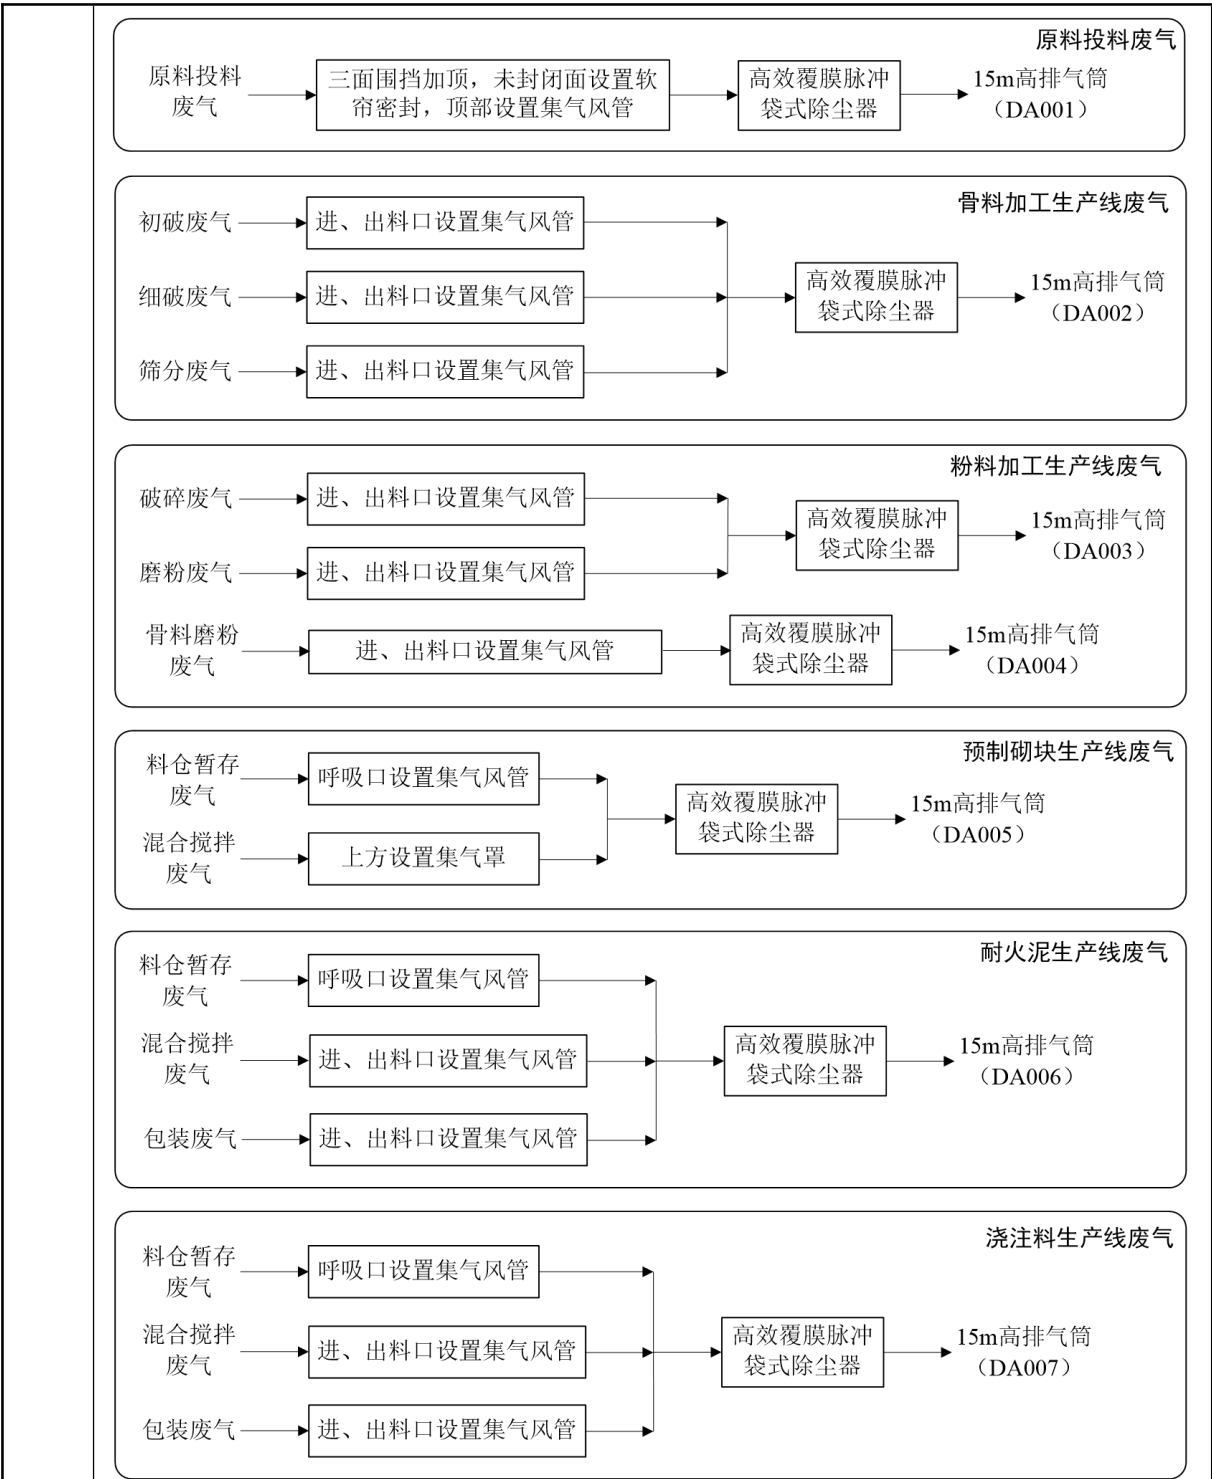 原料投料废气
原料投料
废气
三面围挡加顶，未封闭面设置软
帘密封，顶部设置集气风管
高效覆膜脉冲
袋式除尘器
15m高排气筒
（DA001）
骨料加工生产线废气
初破废气
进、出料口设置集气风管
细破废气
进、出料口设置集气风管
筛分废气
进、出料口设置集气风管
高效覆膜脉冲
袋式除尘器
15m高排气筒
（DA002）
粉料加工生产线废气
破碎废气
进、出料口设置集气风管
磨粉废气
进、出料口设置集气风管
高效覆膜脉冲
袋式除尘器
15m高排气筒
（DA003）
骨料磨粉
废气
进、出料口设置集气风管
高效覆膜脉冲
袋式除尘器
15m高排气筒
（DA004）
预制砌块生产线废气
料仓暂存
废气
呼吸口设置集气风管
混合搅拌
废气
上方设置集气罩
高效覆膜脉冲
袋式除尘器
15m高排气筒
（DA005）
耐火泥生产线废气
料仓暂存
废气
呼吸口设置集气风管
混合搅拌
废气
进、出料口设置集气风管
包装废气
进、出料口设置集气风管
高效覆膜脉冲
袋式除尘器
15m高排气筒
（DA006）
浇注料生产线废气
料仓暂存
废气
呼吸口设置集气风管
混合搅拌
废气
进、出料口设置集气风管
包装废气
进、出料口设置集气风管
高效覆膜脉冲
袋式除尘器
15m高排气筒
（DA007）